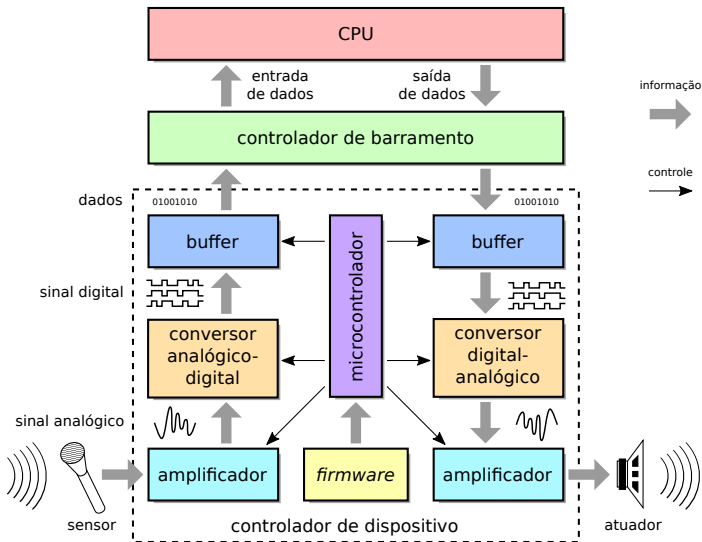 CPU
entrada
de dados
saída
de dados
informação
controlador de barramento
controle
dados
01001010
01001010
buffer
microcontrolador
buffer
sinal digital
conversor
analógico-
digital
conversor
digital-
analógico
sinal analógico
amplificador
firmware
amplificador
sensor
controlador de dispositivo
atuador